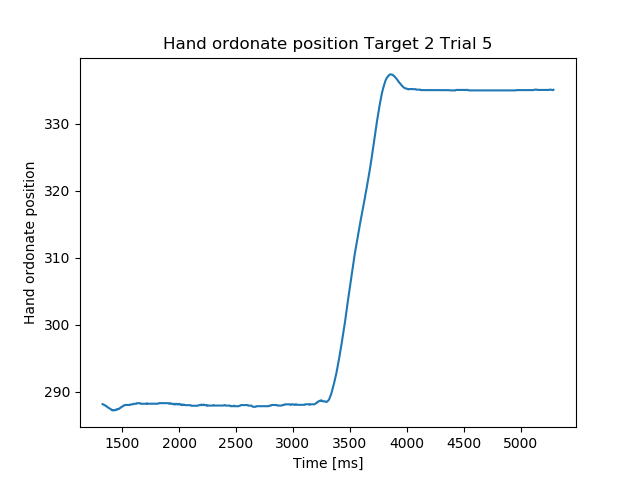 Hand ordonate position Target 2 Trial 5
330
320
310
300
290
Hand ordonate position
1500 2000 2500 3000 3500 4000 4500 5000
Time [ms]